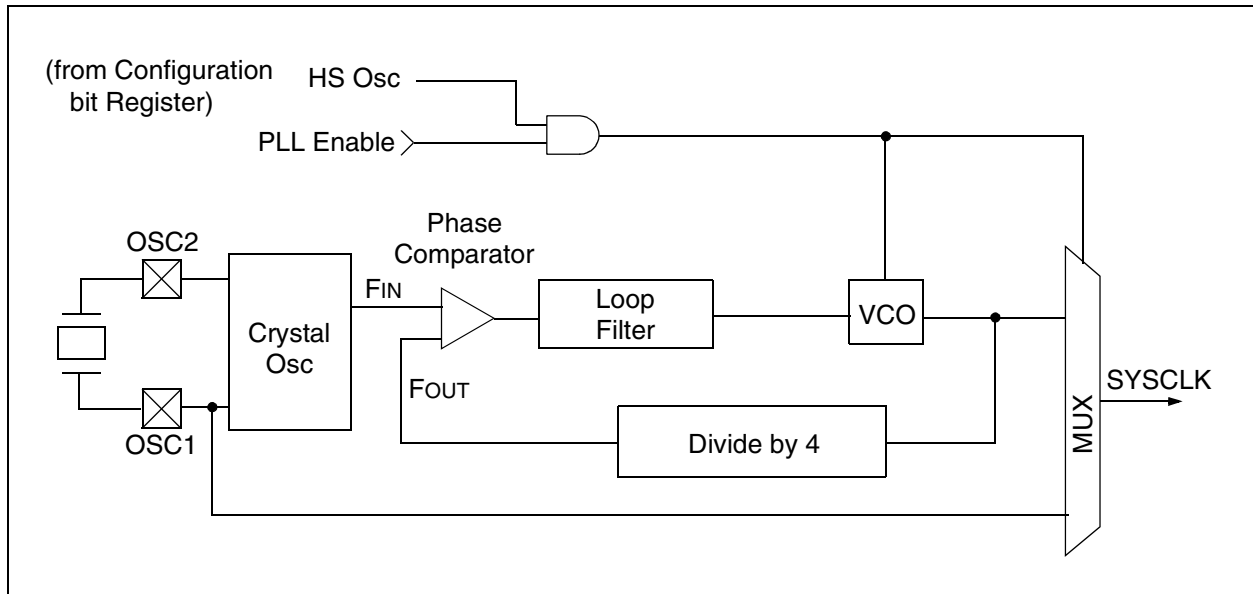 (from Configuration
bit Register)
HS Osc
PLL Enable
Phase
Comparator
OSC2
FIN
Crystal
Osc
Loop
Filter
VCO
FOUT
OSC1
Divide by 4
MUX
SYSCLK